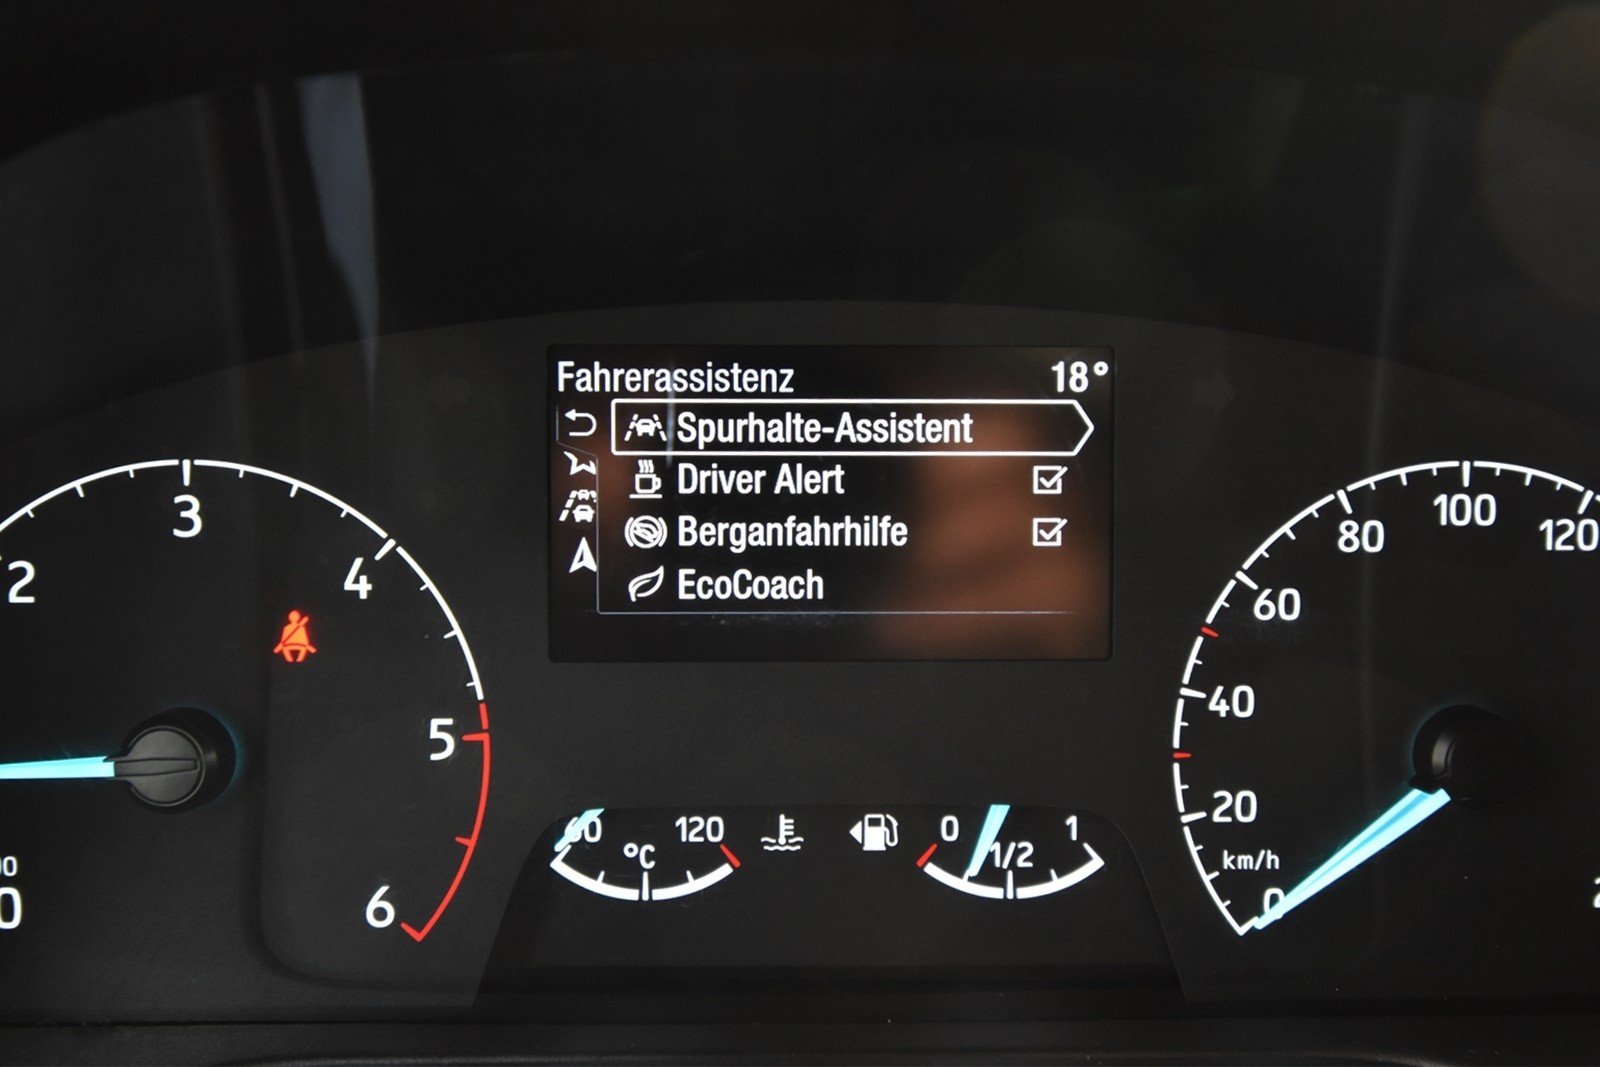 Fahrerassistenz 18°
Spurhalte-Assistent
Driver Alert
Berganfahrhilfe
EcoCoach
2
3
4
5
6
60
°C
120
0
1/2
1
0
km/h
20
40
60
80
100
120